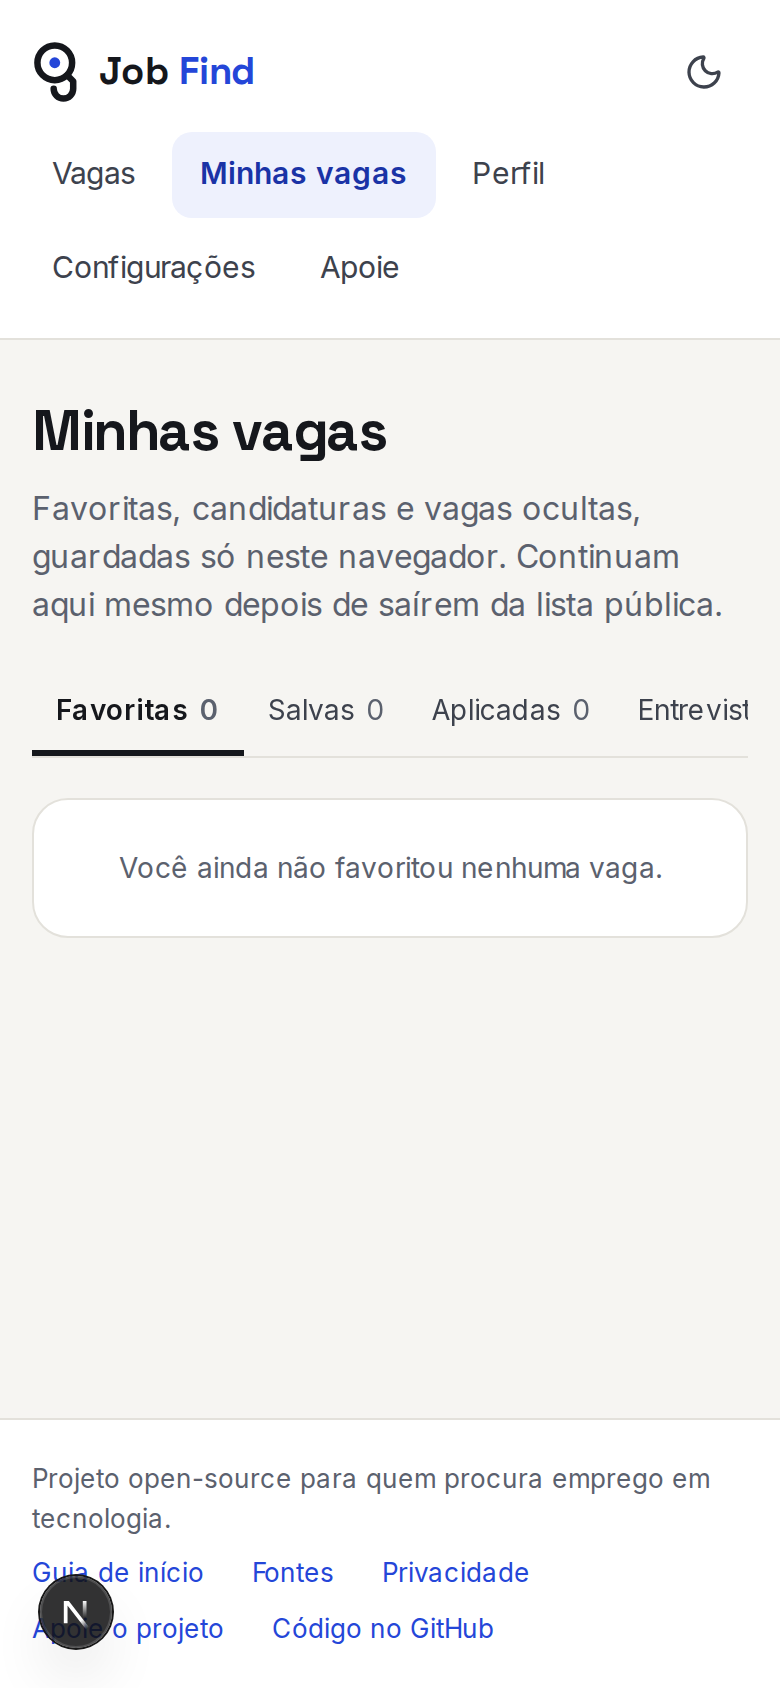 Job Find
Vagas Minhas vagas Perfil
Configurações Apoie
Minhas vagas
Favoritas, candidaturas e vagas ocultas,
guardadas só neste navegador. Continuam
aqui mesmo depois de saírem da lista pública.
Favoritas 0 Salvas 0 Aplicadas 0 Entrevist
Você ainda não favoritou nenhuma vaga.
Projeto open-source para quem procura emprego em
tecnologia.
Guia de início Fontes Privacidade
N
Apoie o projeto Código no GitHub